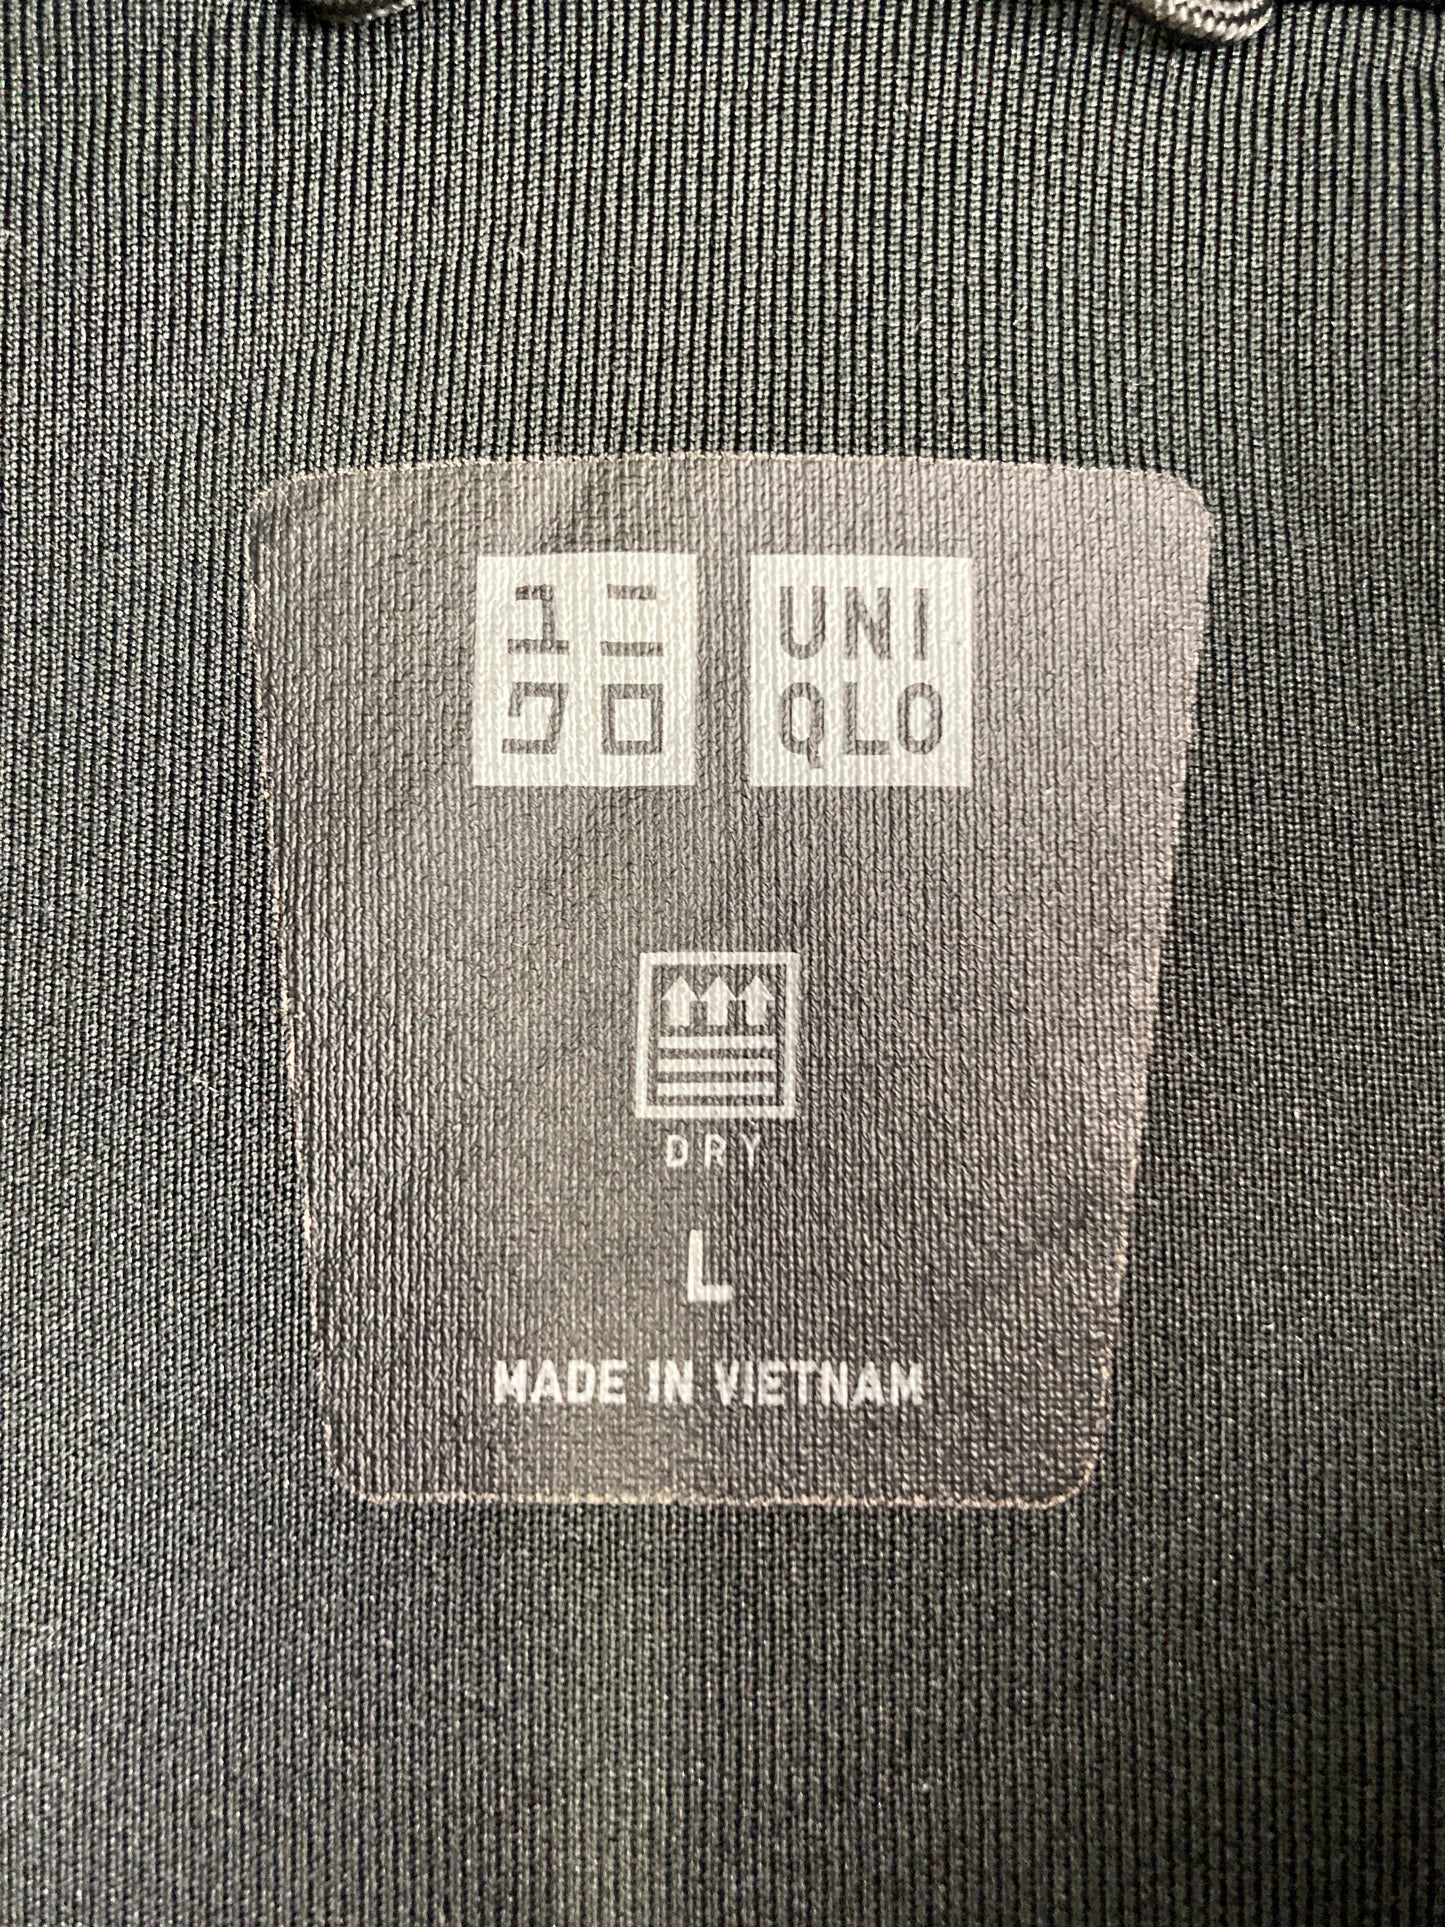 ユニ
クロ
UNI
QLO
DRY
L
MADE IN VIETNAM